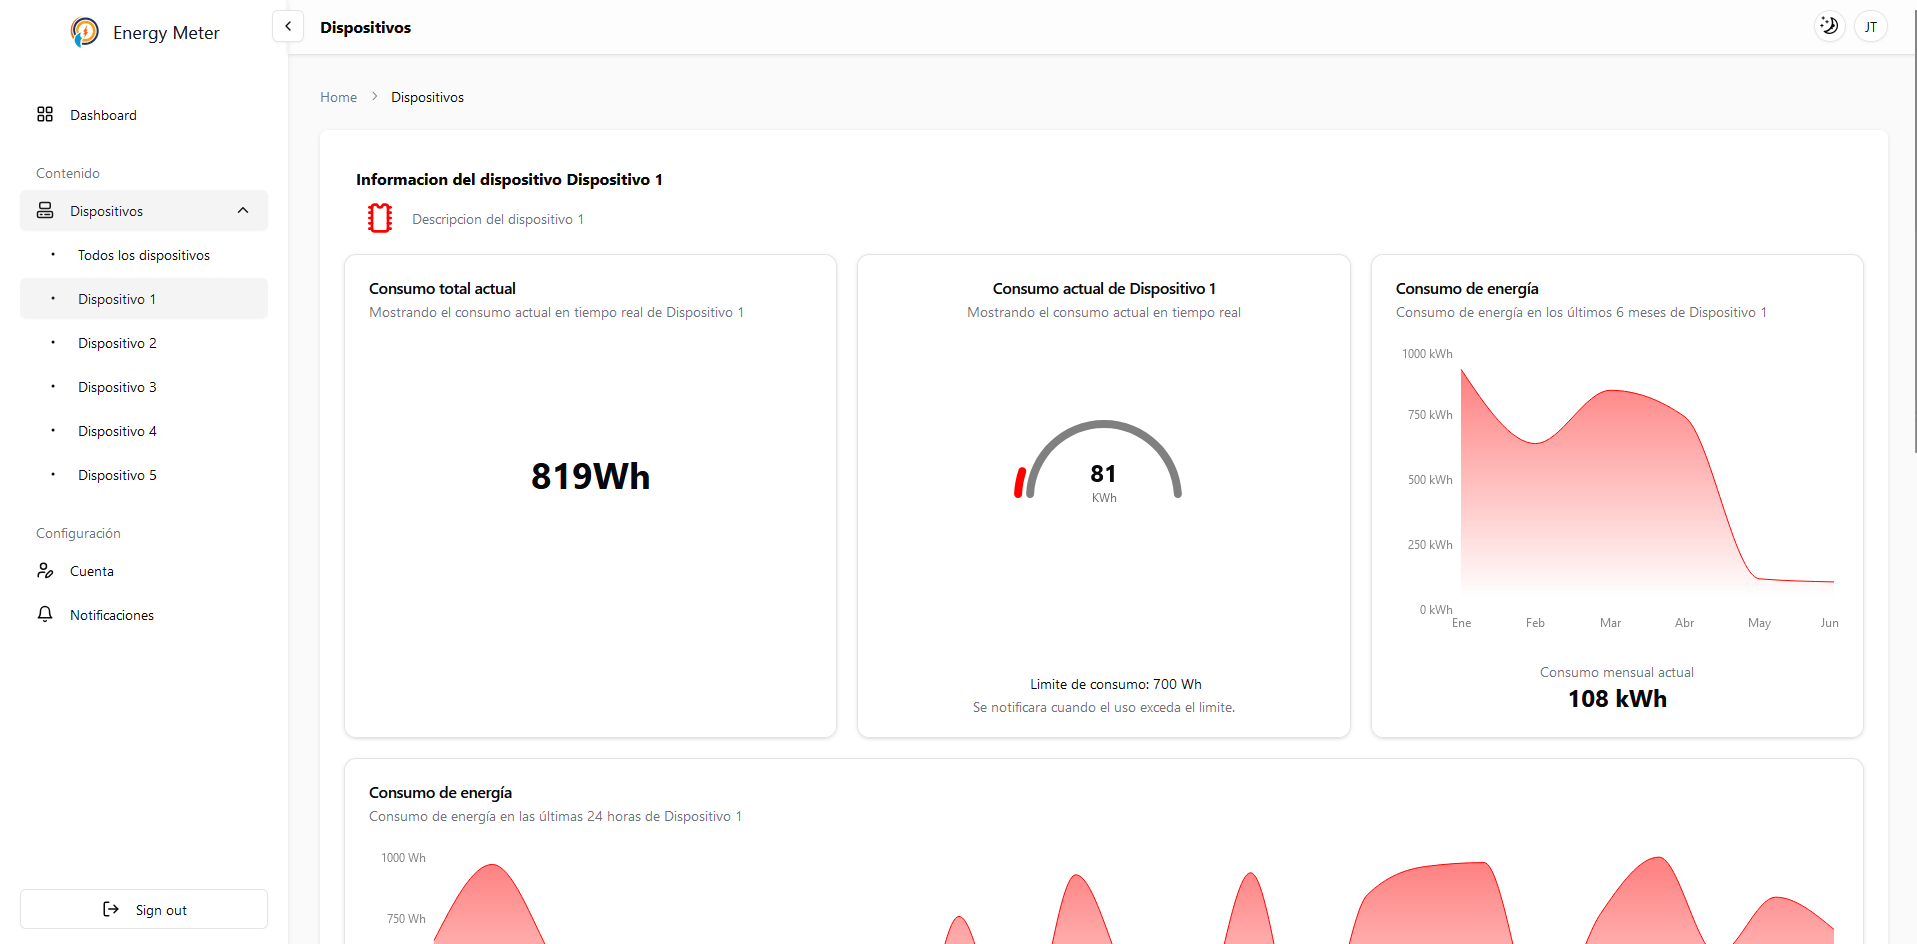 Energy Meter
Dispositivos
JT
Home
Dispositivos
Dashboard
Contenido
Dispositivos
Todos los dispositivos
Dispositivo 1
Dispositivo 2
Dispositivo 3
Dispositivo 4
Dispositivo 5
Configuración
Cuenta
Notificaciones
Sign out
Informacion del dispositivo Dispositivo 1
Descripcion del dispositivo 1
Consumo total actual
Mostrando el consumo actual en tiempo real de Dispositivo 1
819Wh
Consumo actual de Dispositivo 1
Mostrando el consumo actual en tiempo real
81
KWh
Limite de consumo: 700 Wh
Se notificara cuando el uso exceda el limite.
Consumo de energía
Consumo de energía en los últimos 6 meses de Dispositivo 1
1000 kWh
750 kWh
500 kWh
250 kWh
0 kWh
Ene Feb Mar Abr May Jun
Consumo mensual actual
108 kWh
Consumo de energía
Consumo de energía en las últimas 24 horas de Dispositivo 1
1000 Wh
750 Wh